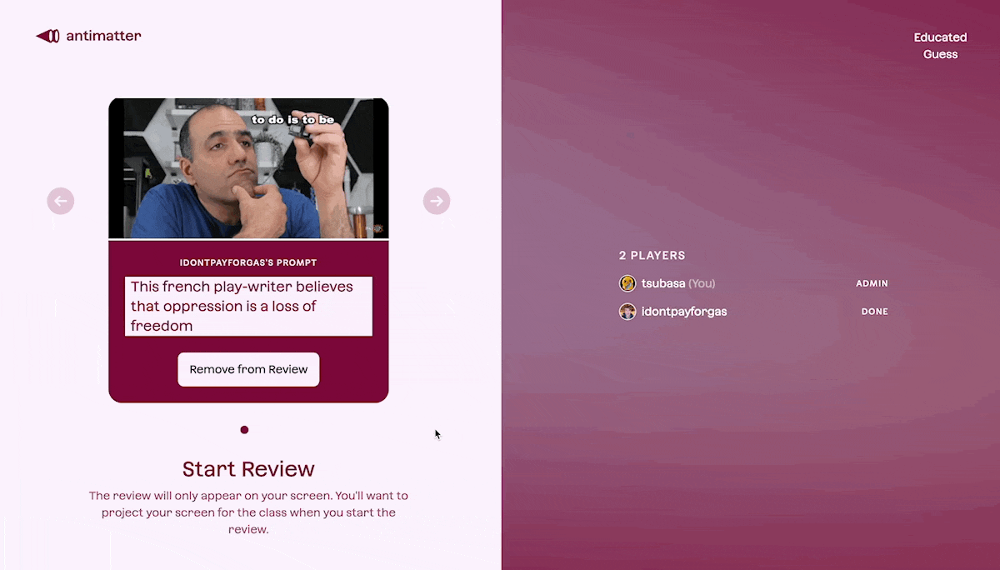 antimatter
Educated
Guess
to do is to be
IDONTPAYFORGAS'S PROMPT
This french play-writer believes
that oppression is a loss of
freedom
Remove from Review
Start Review
The review will only appear on your screen. You'll want to
project your screen for the class when you start the
review.
2 PLAYERS
tsubasa (You) ADMIN
idontpayforgas DONE